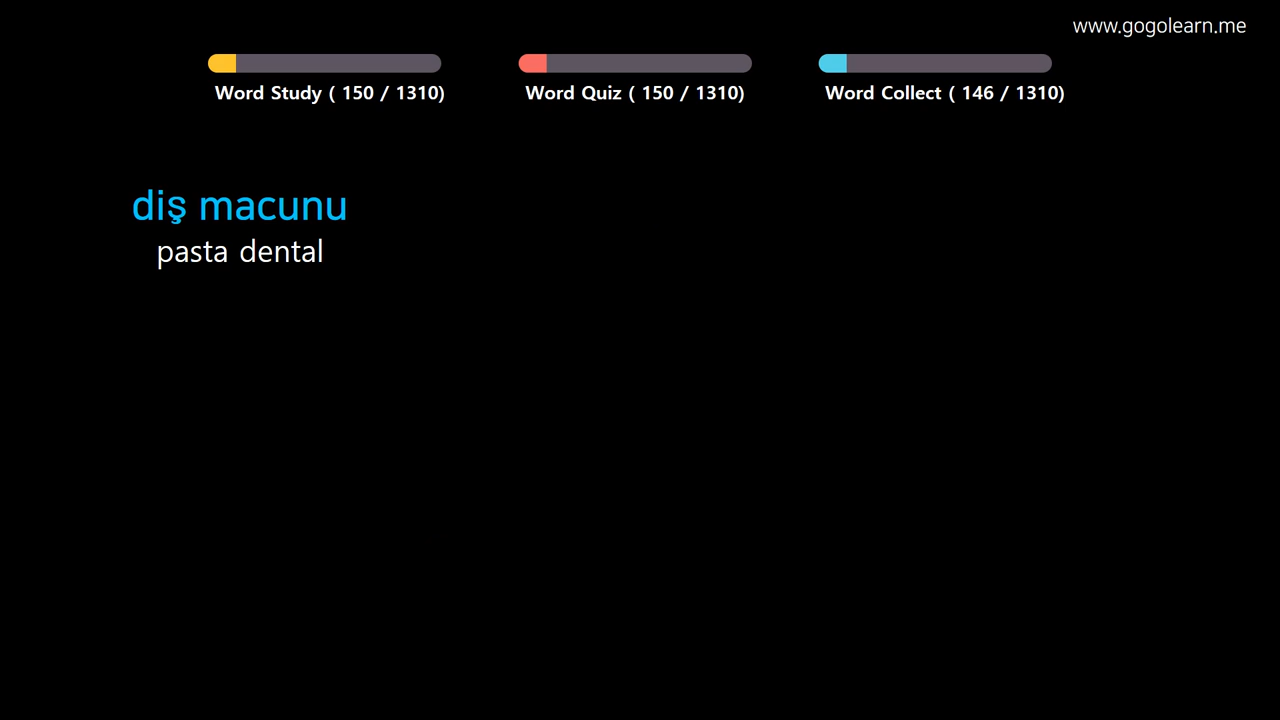 www.gogolearn.me
Word Study ( 150 / 1310)
Word Quiz ( 150 / 1310)
Word Collect ( 146 / 1310)
diş macunu
pasta dental